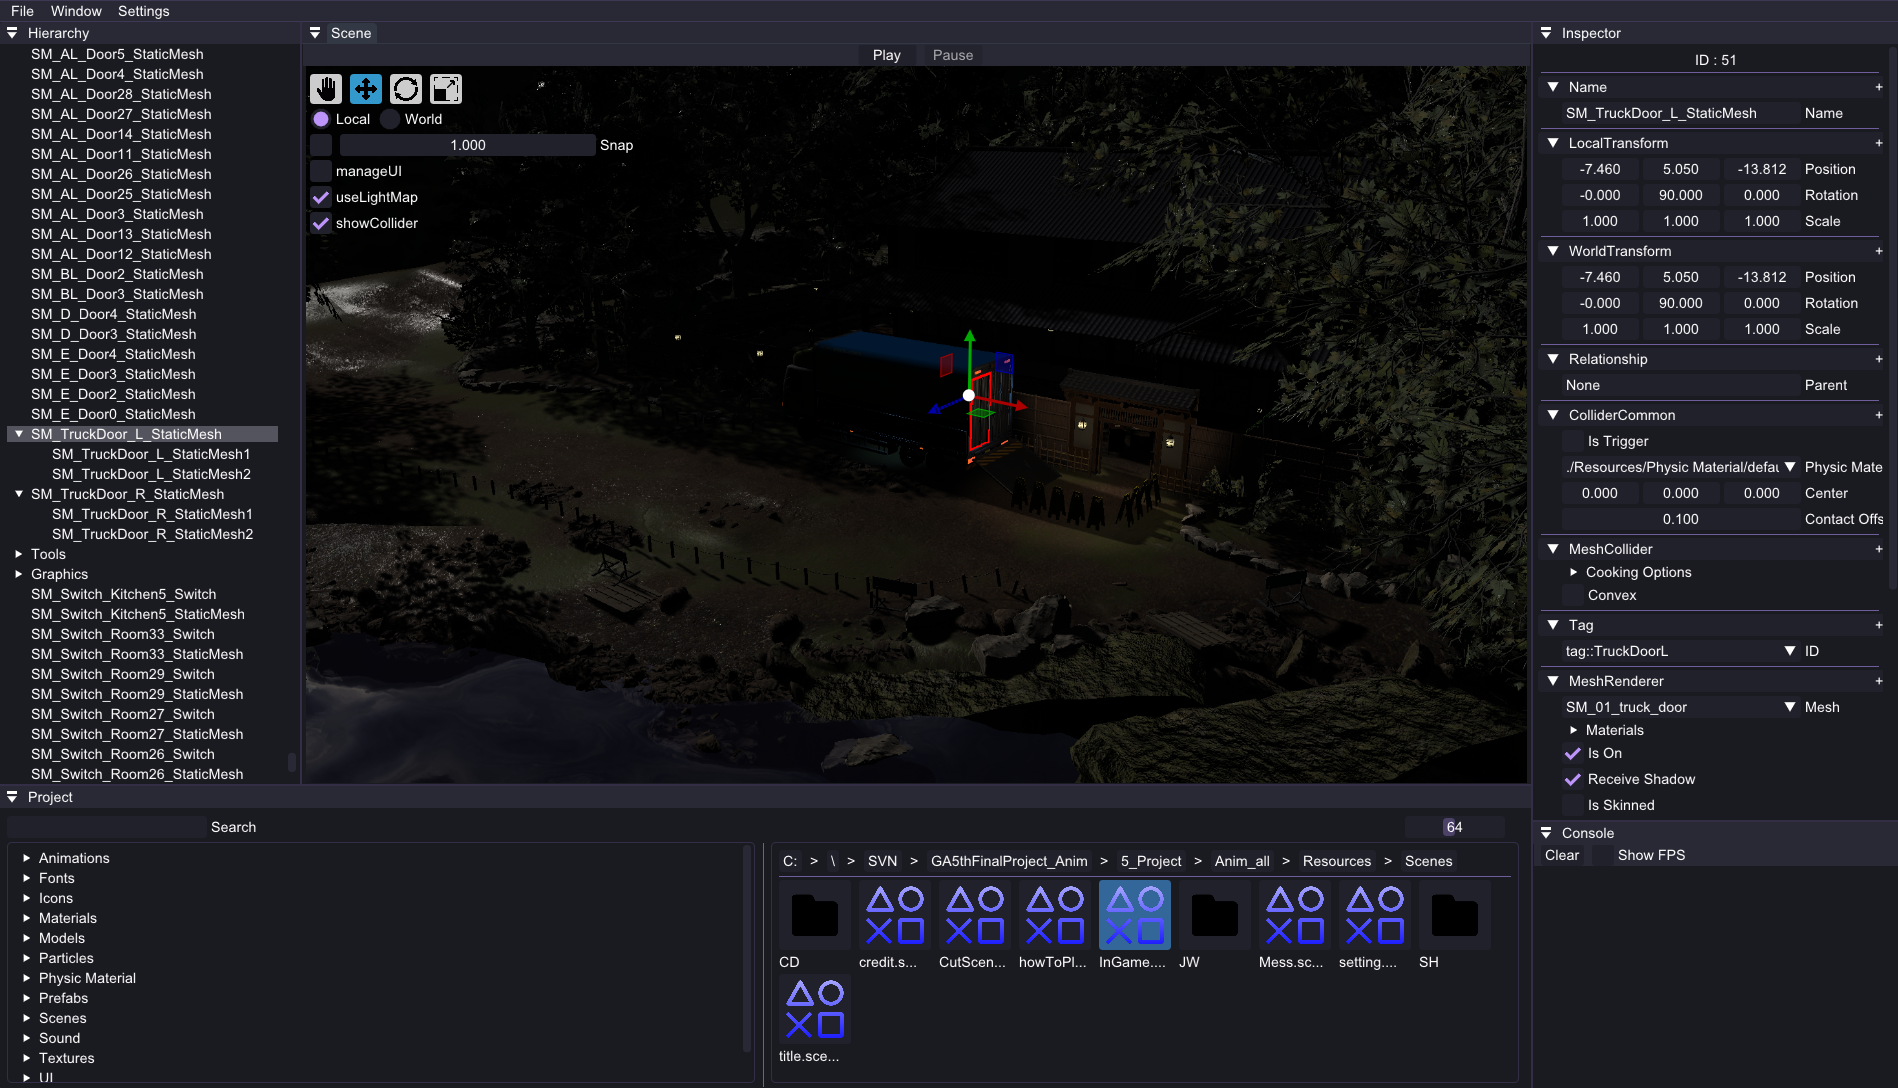 File Window Settings
Hierarchy
SM_AL_Door5_StaticMesh
SM_AL_Door4_StaticMesh
SM_AL_Door28_StaticMesh
SM_AL_Door27_StaticMesh
SM_AL_Door14_StaticMesh
SM_AL_Door11_StaticMesh
SM_AL_Door26_StaticMesh
SM_AL_Door25_StaticMesh
SM_AL_Door3_StaticMesh
SM_AL_Door13_StaticMesh
SM_AL_Door12_StaticMesh
SM_BL_Door2_StaticMesh
SM_BL_Door3_StaticMesh
SM_D_Door4_StaticMesh
SM_D_Door3_StaticMesh
SM_E_Door4_StaticMesh
SM_E_Door3_StaticMesh
SM_E_Door2_StaticMesh
SM_E_Door0_StaticMesh
SM_TruckDoor_L_StaticMesh
SM_TruckDoor_L_StaticMesh1
SM_TruckDoor_L_StaticMesh2
SM_TruckDoor_R_StaticMesh
SM_TruckDoor_R_StaticMesh1
SM_TruckDoor_R_StaticMesh2
Tools
Graphics
SM_Switch_Kitchen5_Switch
SM_Switch_Kitchen5_StaticMesh
SM_Switch_Room33_Switch
SM_Switch_Room33_StaticMesh
SM_Switch_Room29_Switch
SM_Switch_Room29_StaticMesh
SM_Switch_Room27_Switch
SM_Switch_Room27_StaticMesh
SM_Switch_Room26_Switch
SM_Switch_Room26_StaticMesh
Scene
Play Pause
Local World
1.000 Snap
manageUI
useLightMap
showCollider
Inspector
ID : 51
Name +
SM_TruckDoor_L_StaticMesh Name
LocalTransform +
-7.460 5.050 -13.812 Position
-0.000 90.000 0.000 Rotation
1.000 1.000 1.000 Scale
WorldTransform +
-7.460 5.050 -13.812 Position
-0.000 90.000 0.000 Rotation
1.000 1.000 1.000 Scale
Relationship +
None Parent
ColliderCommon +
Is Trigger
./Resources/Physic Material/defau Physic Mate
0.000 0.000 0.000 Center
0.100 Contact Offs
MeshCollider +
Cooking Options
Convex
Tag +
tag::TruckDoorL ID
MeshRenderer +
SM_01_truck_door Mesh
Materials
Is On
Receive Shadow
Is Skinned
Console
Clear Show FPS
Project
Search
64
Animations
Fonts
Icons
Materials
Models
Particles
Physic Material
Prefabs
Scenes
Sound
Textures
UI
C: > \ > SVN > GA5thFinalProject_Anim > 5_Project > Anim_all > Resources > Scenes
CD credit.s... CutScen... howToPl... InGame.... JW Mess.sc... setting.... SH
title.sce...